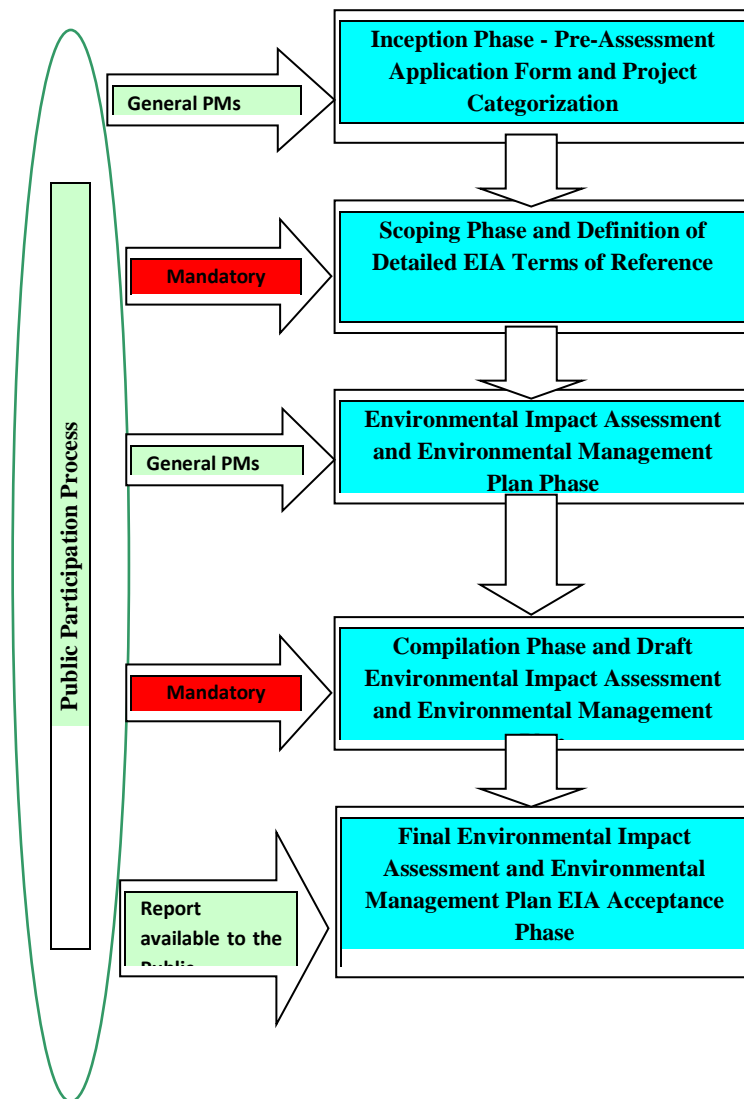 Inception Phase - Pre-Assessment
Application Form and Project
Categorization
General PMs
Scoping Phase and Definition of
Detailed EIA Terms of Reference
Mandatory
Environmental Impact Assessment
and Environmental Management
Plan Phase
General PMs
Public Participation Process
Compilation Phase and Draft
Environmental Impact Assessment
and Environmental Management
Mandatory
Final Environmental Impact
Assessment and Environmental
Management Plan EIA Acceptance
Phase
Report
available to the
Public